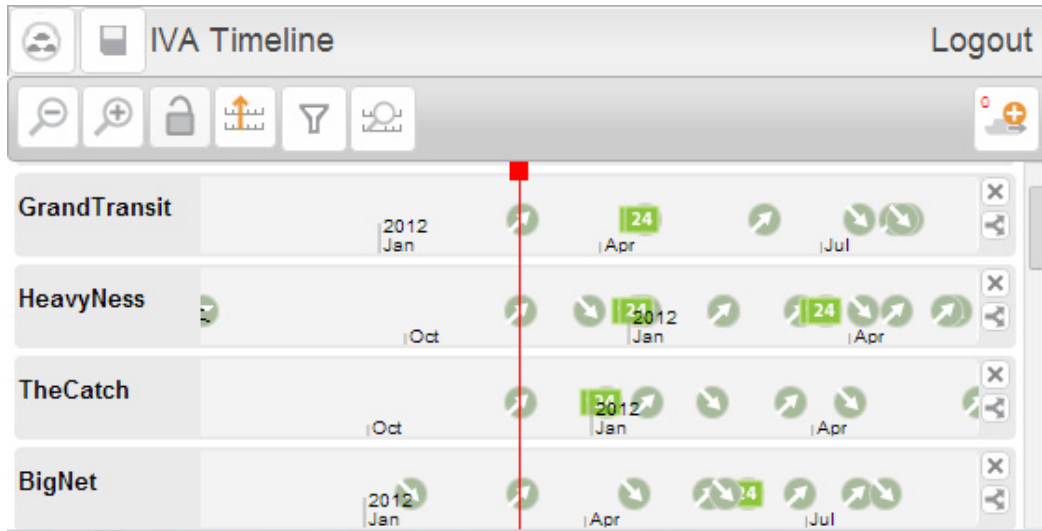 IVA Timeline Logout
0
GrandTransit
24
2012
Jan Apr Jul
HeavyNess
24 24
2012
Oct Jan Apr
TheCatch
24
2012
Oct Jan Apr
BigNet
24
2012
Jan Apr Jul